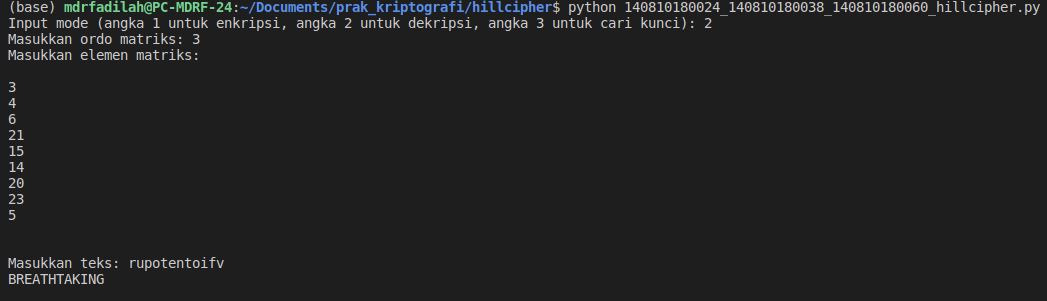 (base) mdrfadilah@PC-MDRF-24:~/Documents/prak_kriptografi/hillcipher$ python 140810180024_140810180038_140810180060_hillcipher.py
Input mode (angka 1 untuk enkripsi, angka 2 untuk dekripsi, angka 3 untuk cari kunci): 2
Masukkan ordo matriks: 3
Masukkan elemen matriks:
3
4
6
21
15
14
20
23
5
Masukkan teks: rupotentoifv
BREATHTAKING